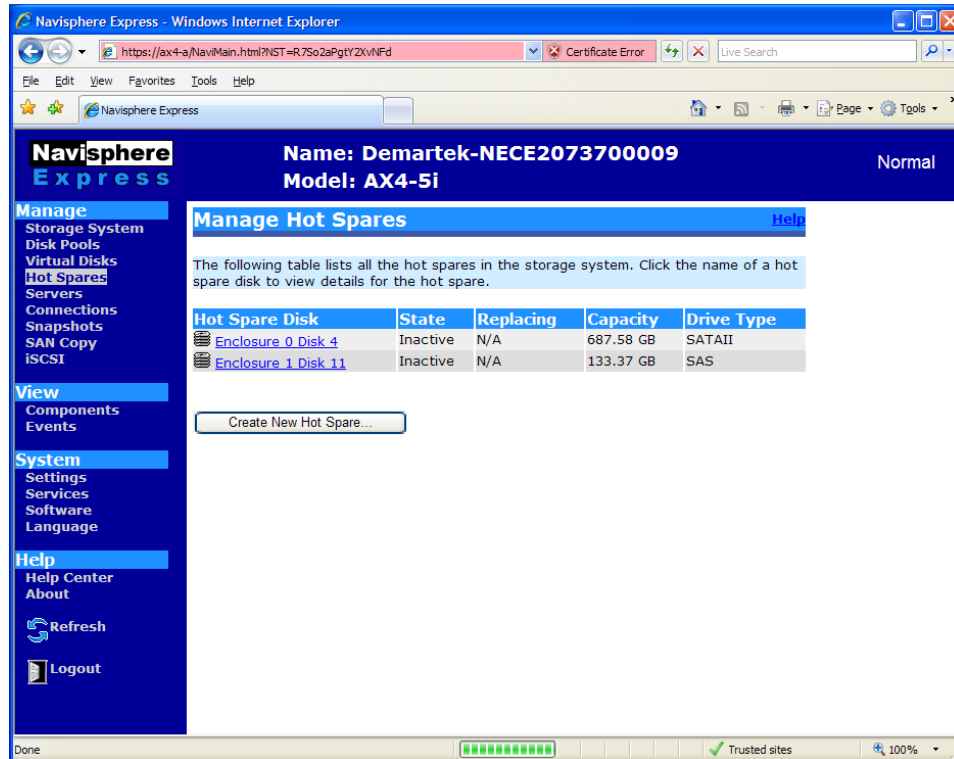 Navisphere Express - Windows Internet Explorer
https://ax4-a/NaviMain.html?NST=R7So2aPgtY2XvNFd Certificate Error Live Search
File Edit View Favorites Tools Help
Navisphere Express Page Tools
Navisphere
Express
Name: Demartek-NECE2073700009
Model: AX4-5i
Normal
Manage
Storage System
Disk Pools
Virtual Disks
Hot Spares
Servers
Connections
Snapshots
SAN Copy
iSCSI
View
Components
Events
System
Settings
Services
Software
Language
Help
Help Center
About
Refresh
Logout
Manage Hot Spares Help
The following table lists all the hot spares in the storage system. Click the name of a hot
spare disk to view details for the hot spare.
Hot Spare Disk State Replacing Capacity Drive Type
Enclosure 0 Disk 4 Inactive N/A 687.58 GB SATAII
Enclosure 1 Disk 11 Inactive N/A 133.37 GB SAS
Create New Hot Spare...
Done Trusted sites 100%